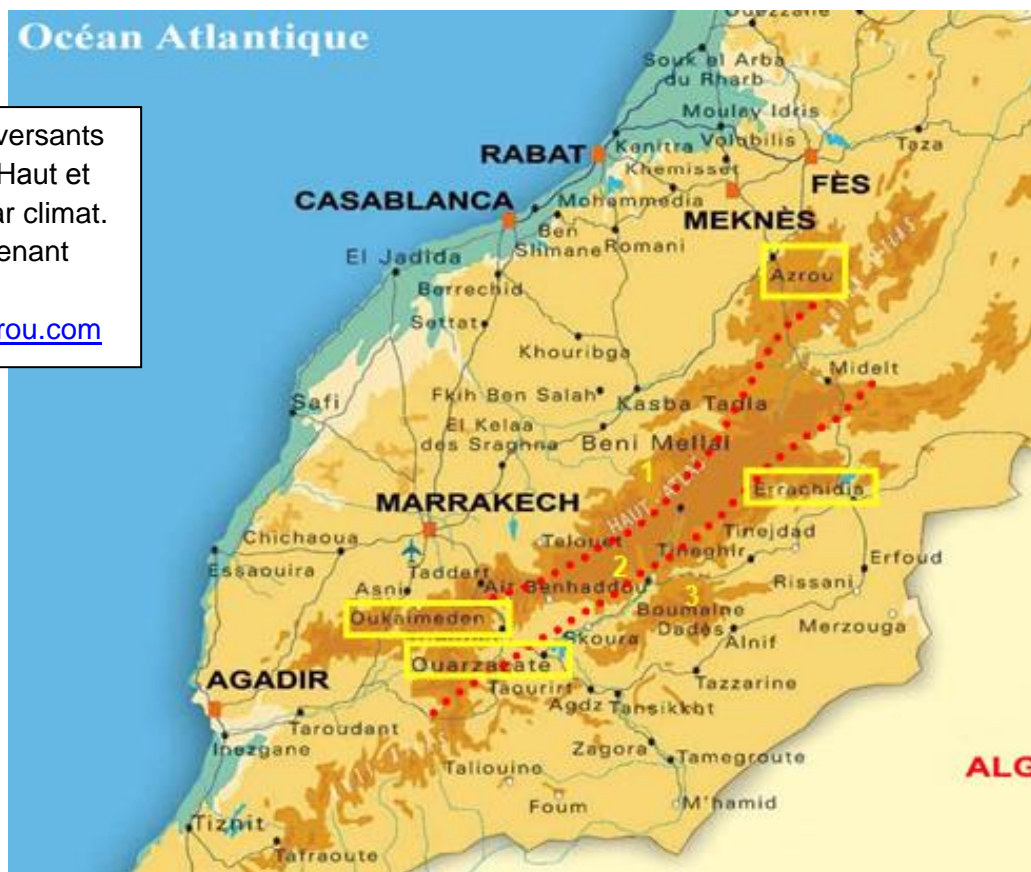 Océan Atlantique
versants
Haut et
ar climat.
enant
rou.com
Ouezzane
Souk el Arba
du Rharb
Moulay Idris
RABAT
Kenitra
Volubilis
Taza
Khemisset
FÈS
CASABLANCA
Mohammedia
MEKNÈS
Ben
Slimane
Romani
El Jadida
Azrou
Berrechid
Settat
Khouribga
Midelt
Safi
Fkih Ben Salah
Kasba Tadla
El Kelaa
des Sraghna
Beni Mellal
1
HAUT - ATLAS
Errachidia
MARRAKECH
Chichaoua
Telouet
Tinejdad
Essaouira
Taddert
2
Tineghir
Erfoud
Asni
Ait Benhaddou
3
Rissani
Oukaimeden
Boumalne
Dadès
Merzouga
Skoura
Alnif
Ouarzazate
AGADIR
Taourirt
Tazzarine
Agdz
Tansikkht
Taroudant
Inezgane
Zagora
Tamegroute
Taliouine
ALG
Foum
M'hamid
Tiznit
Tafraoute